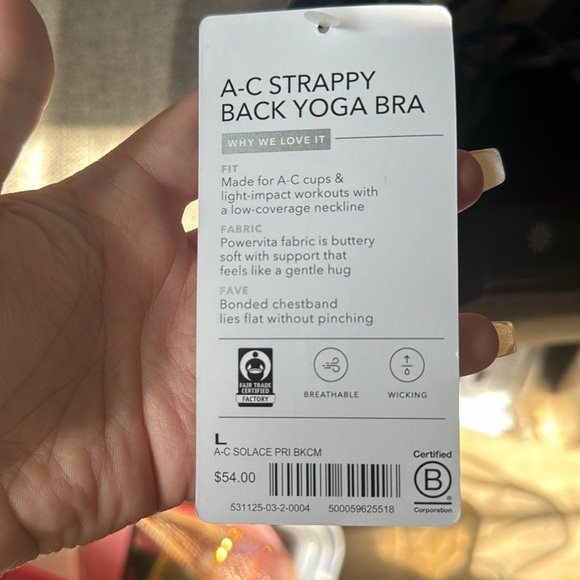 A-C STRAPPY
BACK YOGA BRA
WHY WE LOVE IT
FIT
Made for A-C cups &
light-impact workouts with
a low-coverage neckline
FABRIC
Powervita fabric is buttery
soft with support that
feels like a gentle hug
FAVE
Bonded chestband
lies flat without pinching
FAIR TRADE
CERTIFIED
FACTORY
BREATHABLE
WICKING
L
A-C SOLACE PRI BKCM
$54.00
531125-03-2-0004 500059625518
Certified
B
®
Corporation